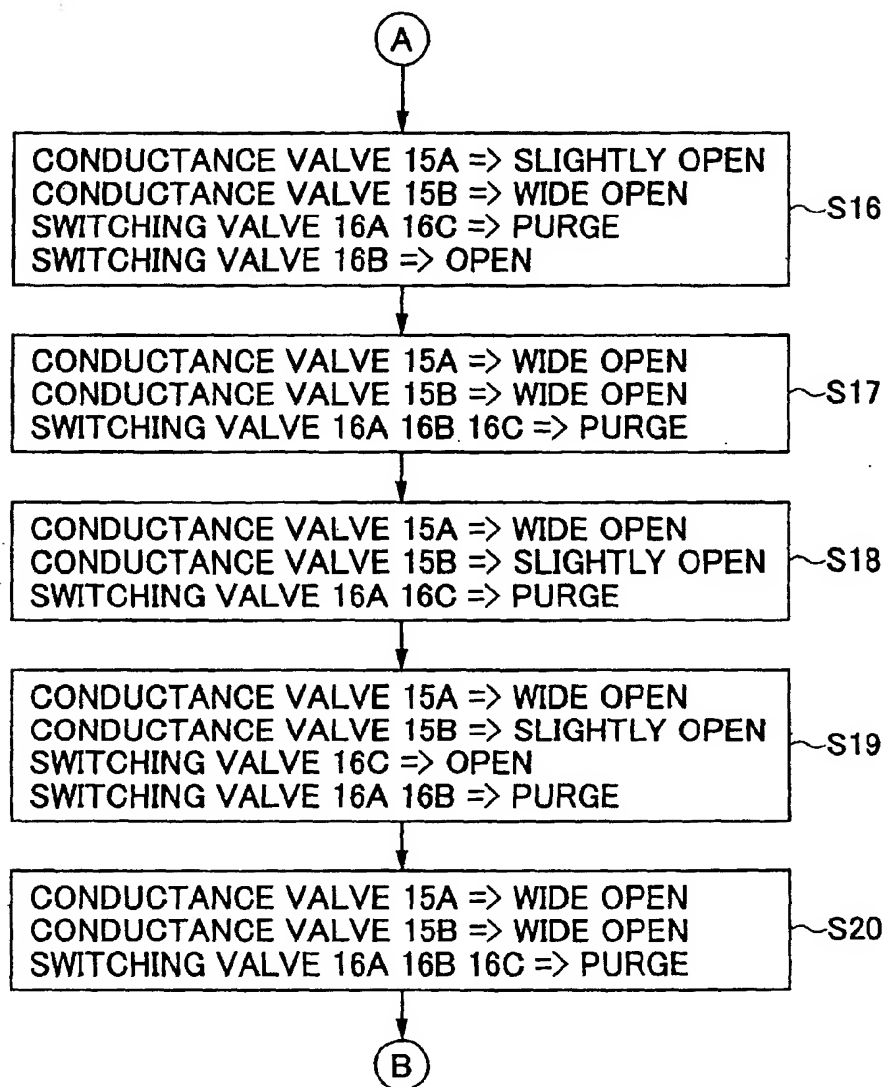 A
CONDUCTANCE VALVE 15A => SLIGHTLY OPEN
CONDUCTANCE VALVE 15B => WIDE OPEN
SWITCHING VALVE 16A 16C => PURGE
SWITCHING VALVE 16B => OPEN
S16
CONDUCTANCE VALVE 15A => WIDE OPEN
CONDUCTANCE VALVE 15B => WIDE OPEN
SWITCHING VALVE 16A 16B 16C => PURGE
S17
CONDUCTANCE VALVE 15A => WIDE OPEN
CONDUCTANCE VALVE 15B => SLIGHTLY OPEN
SWITCHING VALVE 16A 16C => PURGE
S18
CONDUCTANCE VALVE 15A => WIDE OPEN
CONDUCTANCE VALVE 15B => SLIGHTLY OPEN
SWITCHING VALVE 16C => OPEN
SWITCHING VALVE 16A 16B => PURGE
S19
CONDUCTANCE VALVE 15A => WIDE OPEN
CONDUCTANCE VALVE 15B => WIDE OPEN
SWITCHING VALVE 16A 16B 16C => PURGE
S20
B